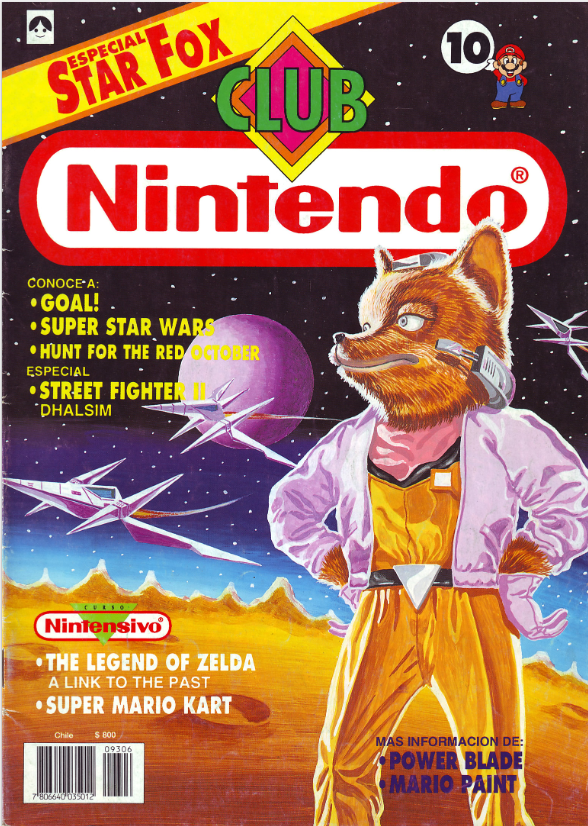 ESPECIAL
STAR FOX
10
CLUB
Nintendo®
CONOCE A:
• GOAL!
• SUPER STAR WARS
• HUNT FOR THE RED OCTOBER
ESPECIAL
• STREET FIGHTER II
DHALSIM
CURSO
Nintensivo®
• THE LEGEND OF ZELDA
A LINK TO THE PAST
• SUPER MARIO KART
Chile $ 800
09306
7 806640 035012
MAS INFORMACION DE:
• POWER BLADE
• MARIO PAINT